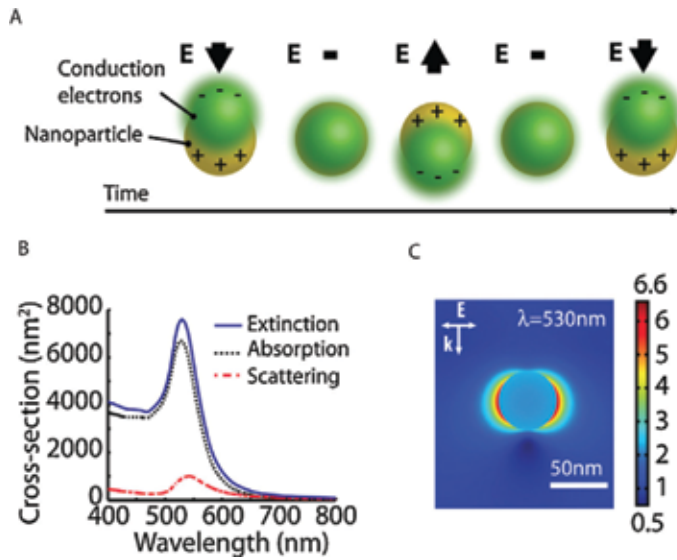 A
E E - E E - E
Conduction
electrons
- - -
Nanoparticle
+ + +
+ + +
- - -
- - -
+ + +
Time
B
8000
6000
4000
2000
0
Cross-section (nm²)
Extinction
Absorption
Scattering
400 500 600 700 800
Wavelength (nm)
C
E
k
λ=530nm
50nm
6.6
6
5
4
3
2
1
0.5